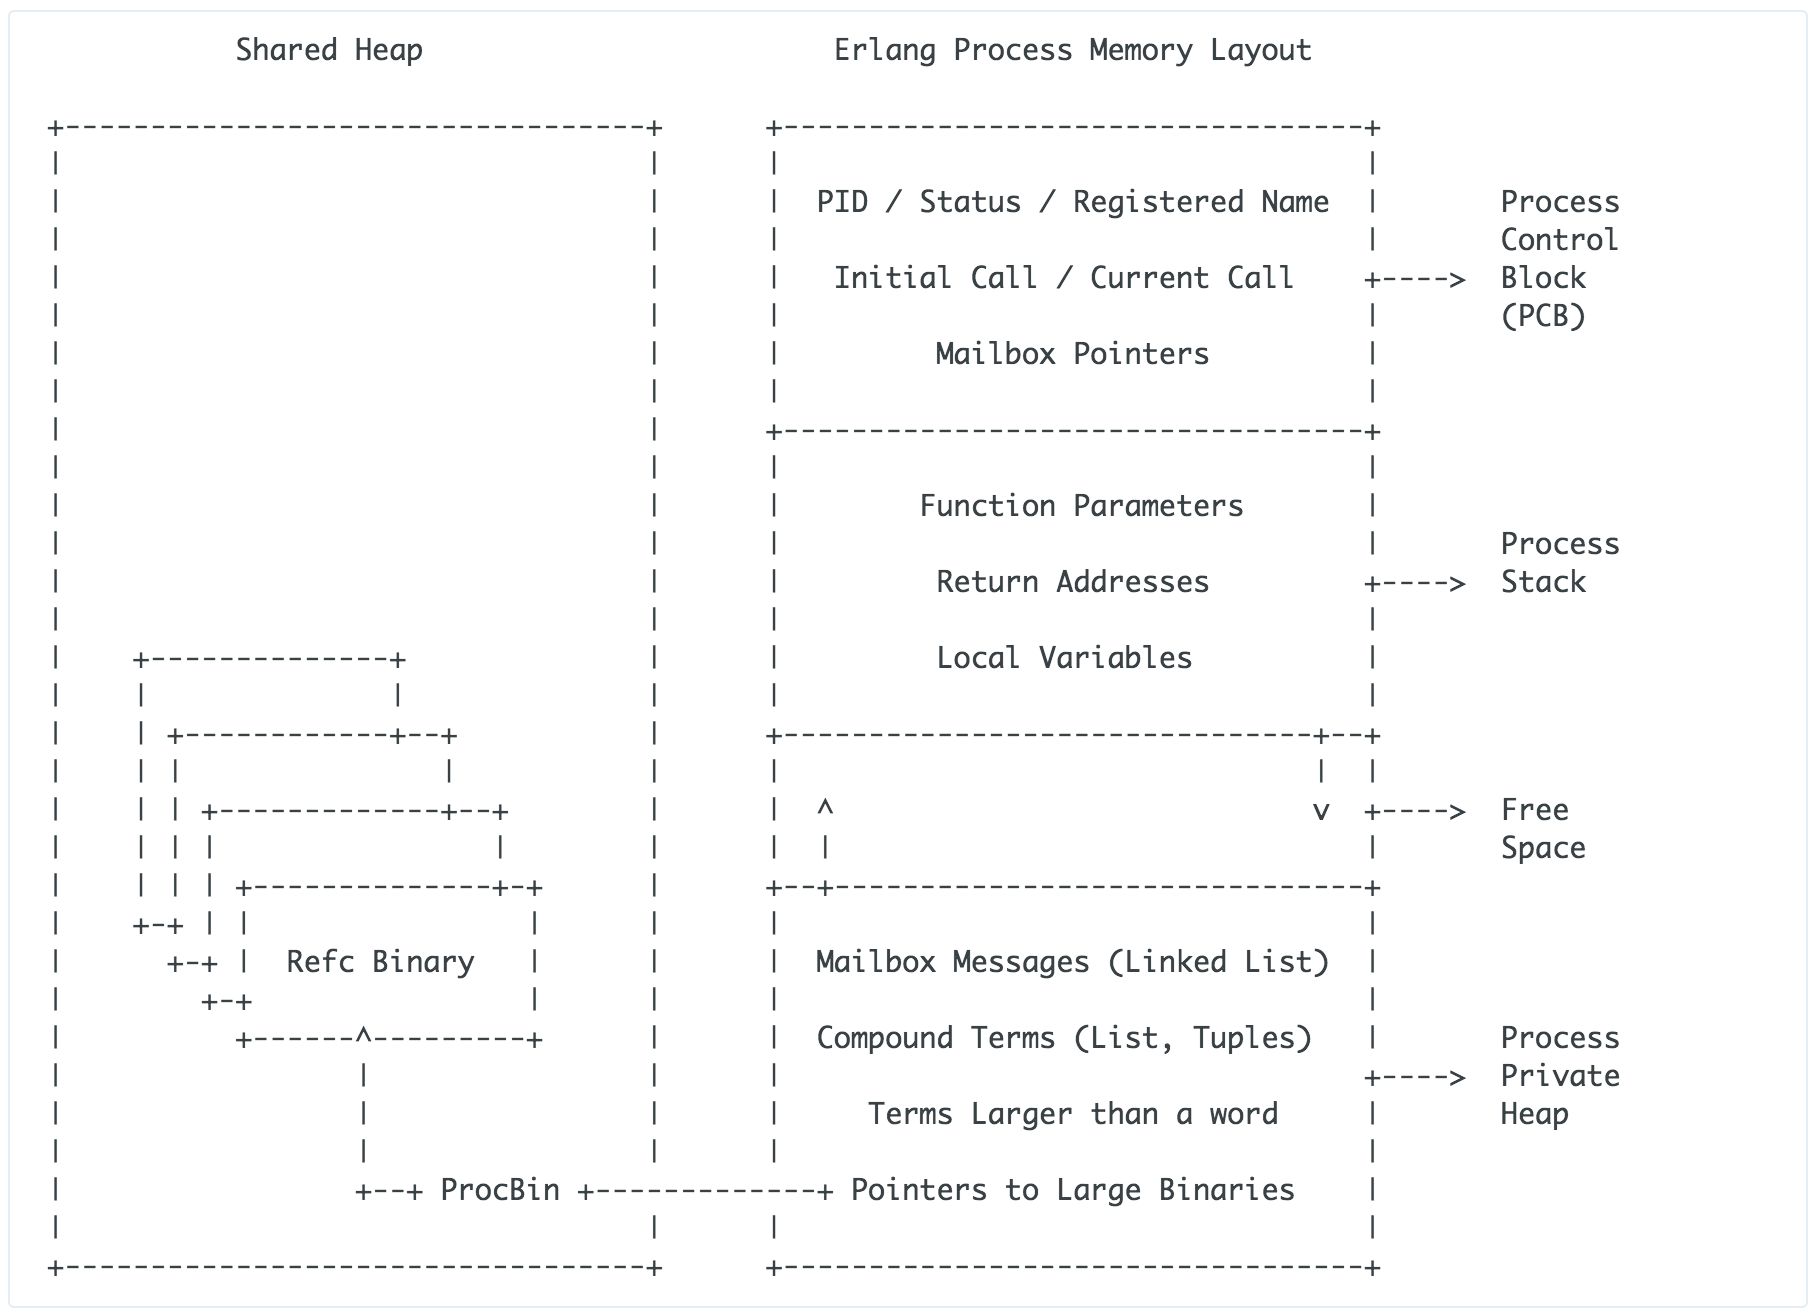 Shared Heap
Erlang Process Memory Layout
PID / Status / Registered Name
Initial Call / Current Call
Mailbox Pointers
Process
Control
Block
(PCB)
Function Parameters
Return Addresses
Local Variables
Process
Stack
Free
Space
Refc Binary
Mailbox Messages (Linked List)
Compound Terms (List, Tuples)
Terms Larger than a word
Pointers to Large Binaries
Process
Private
Heap
ProcBin